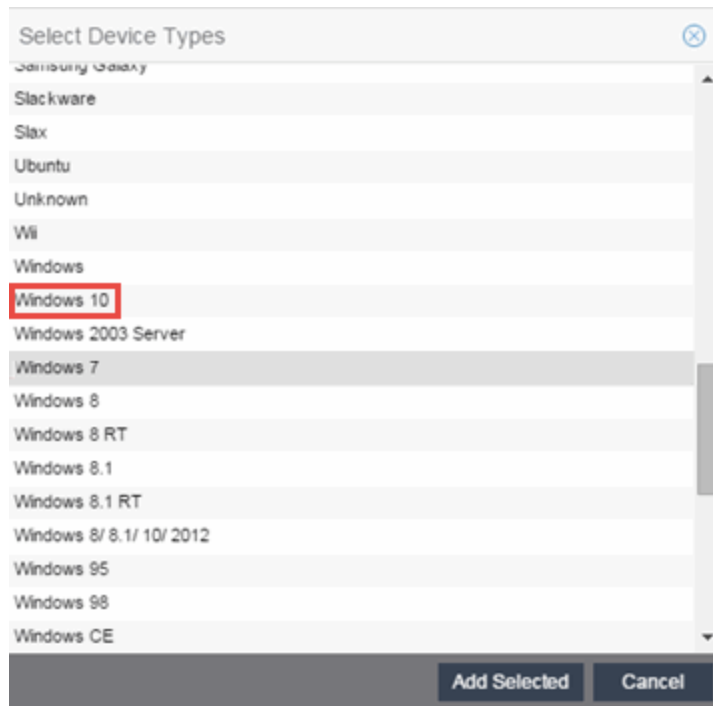 Select Device Types
Samsung Galaxy
Slackware
Slax
Ubuntu
Unknown
Wii
Windows
Windows 10
Windows 2003 Server
Windows 7
Windows 8
Windows 8 RT
Windows 8.1
Windows 8.1 RT
Windows 8/ 8.1/ 10/ 2012
Windows 95
Windows 98
Windows CE
Add Selected Cancel